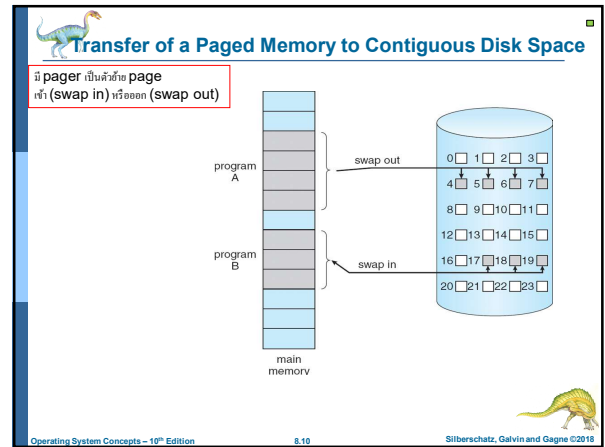 Transfer of a Paged Memory to Contiguous Disk Space
มี pager เป็นตัวย้าย page
เข้า (swap in) หรือออก (swap out)
program
A
swap out
0 1 2 3
4 5 6 7
8 9 10 11
12 13 14 15
program
B
swap in
16 17 18 19
20 21 22 23
main
memory
Operating System Concepts – 10th Edition
8.10
Silberschatz, Galvin and Gagne ©2018